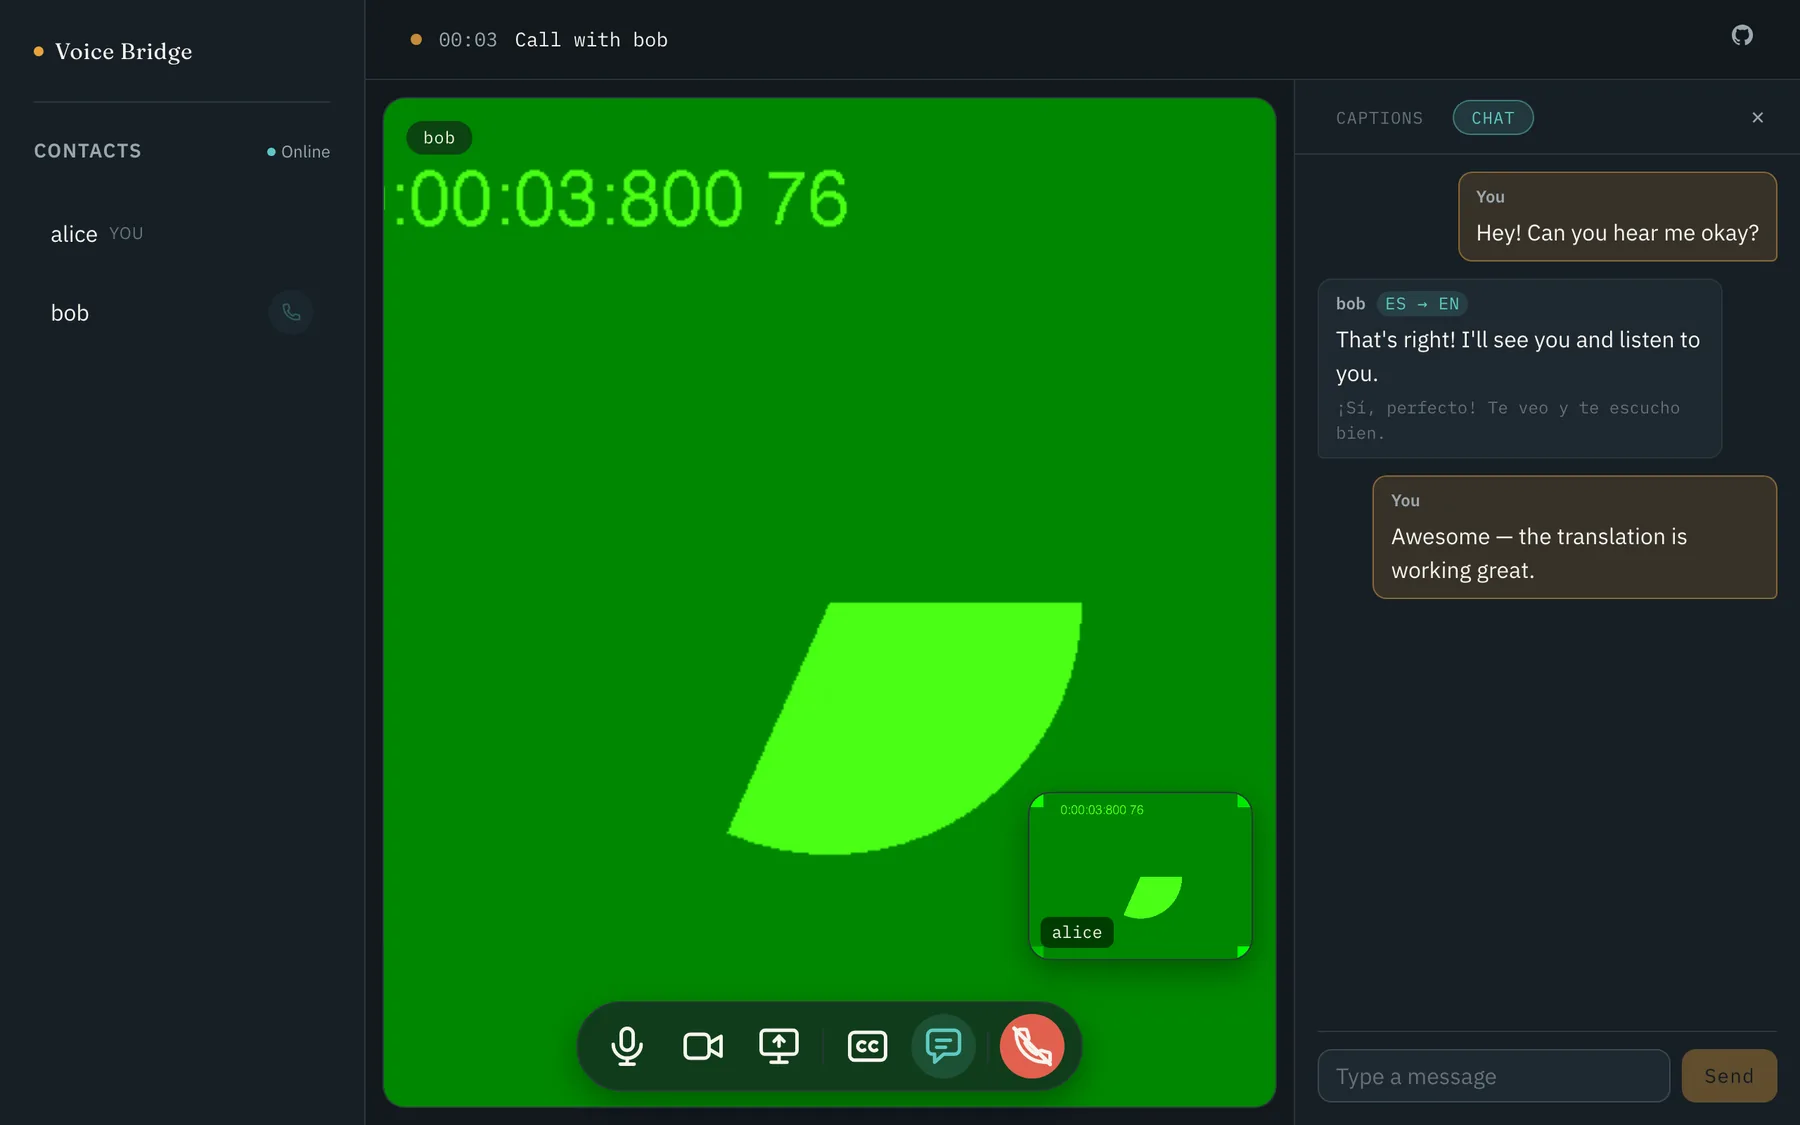 Voice Bridge
CONTACTS
Online
alice YOU
bob
00:03 Call with bob
bob
:00:03:800 76
0:00:03:800 76
alice
CC
CAPTIONS
CHAT
You
Hey! Can you hear me okay?
bob ES → EN
That's right! I'll see you and listen to
you.
¡Sí, perfecto! Te veo y te escucho
bien.
You
Awesome — the translation is
working great.
Type a message
Send